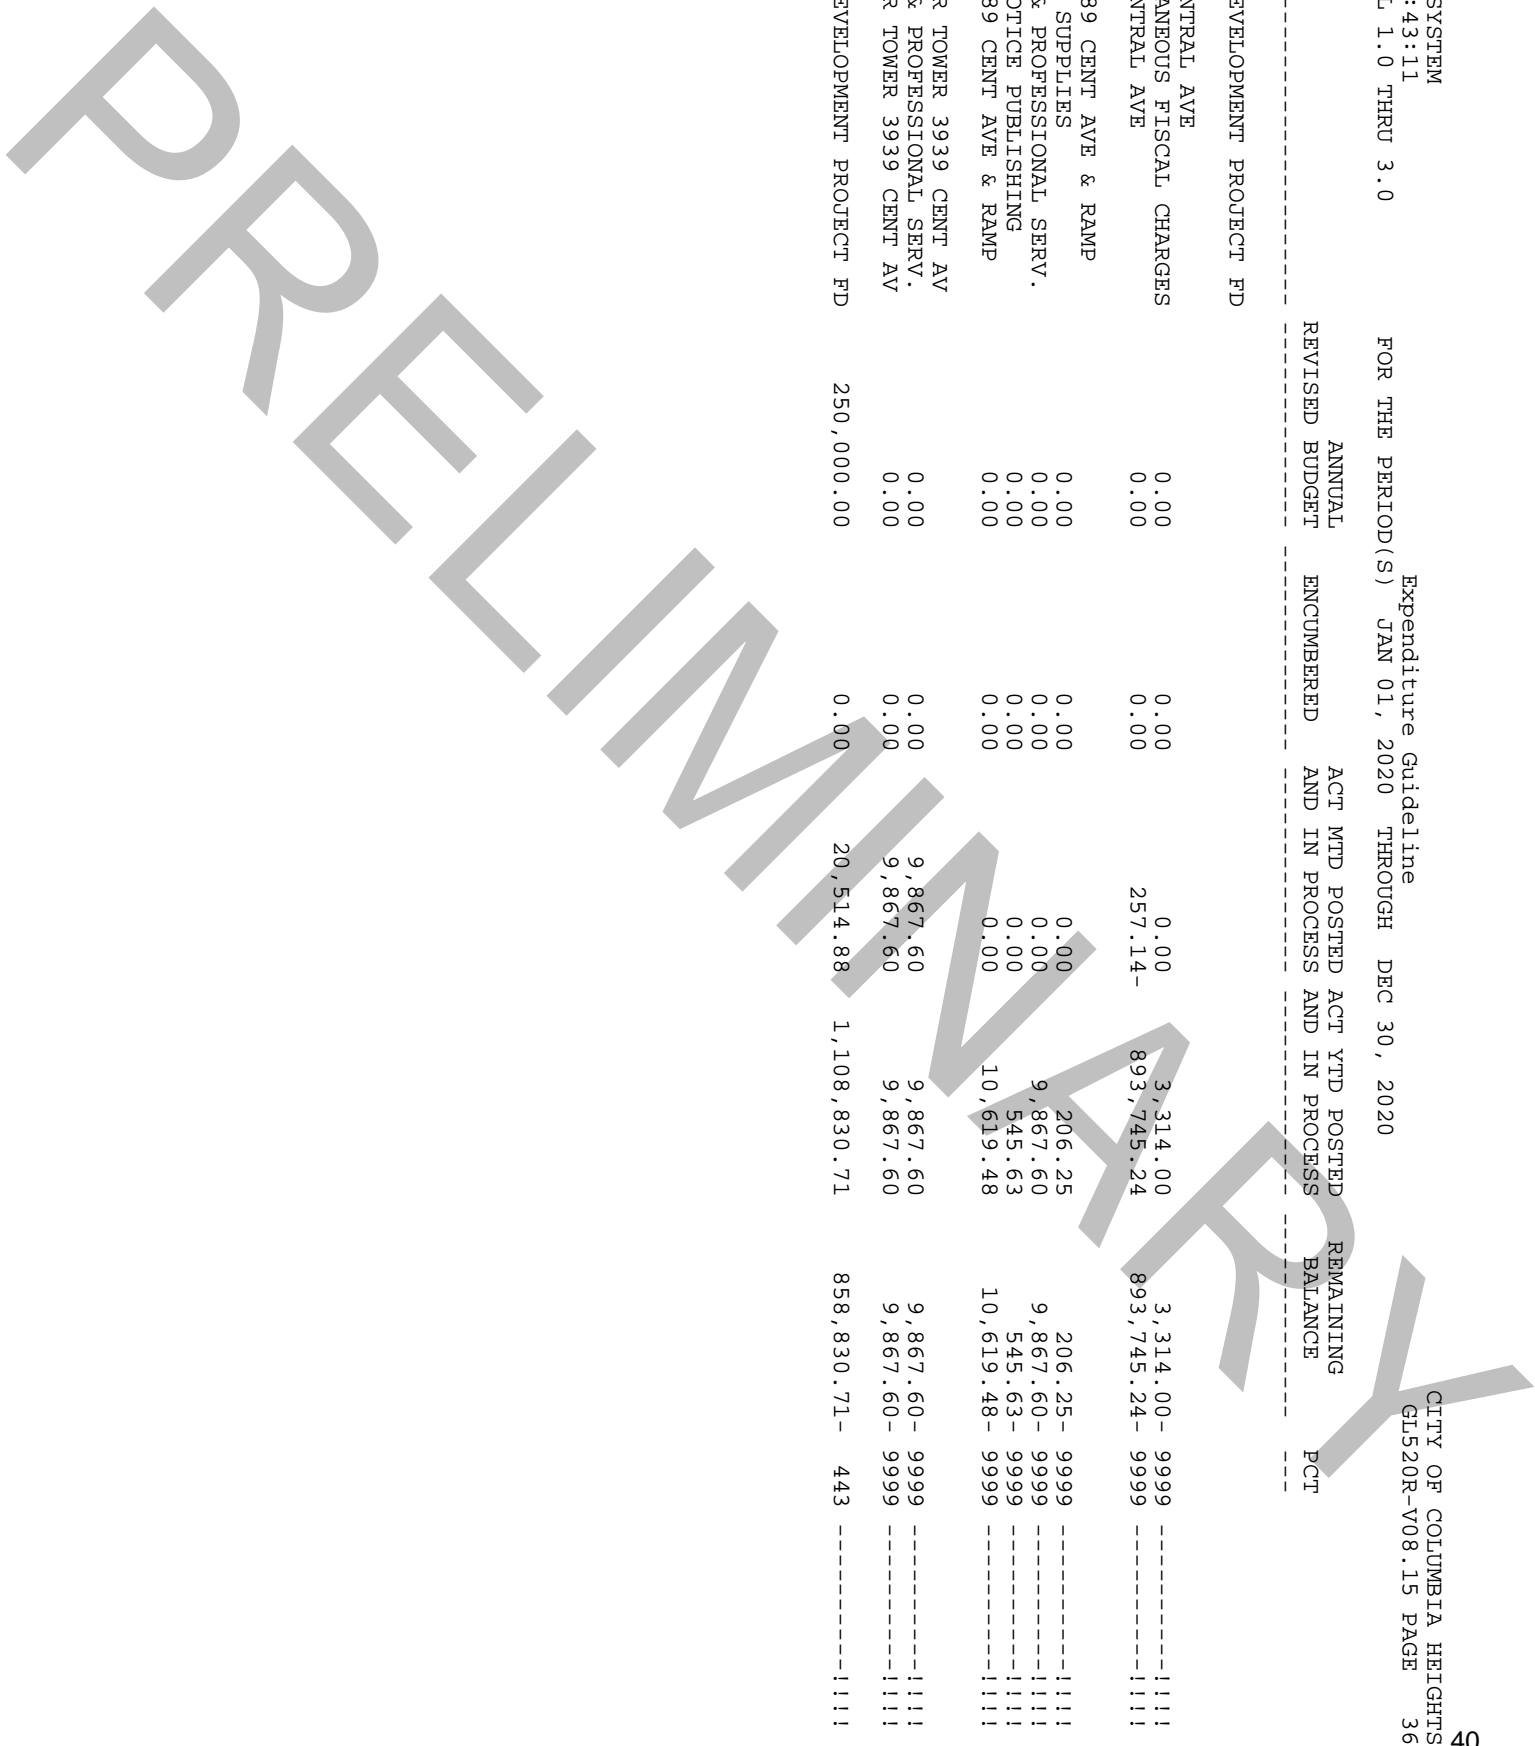 SYSTEM CITY OF COLUMBIA HEIGHTS
:43:11 Expenditure Guideline GL520R-V08.15 PAGE 36
L 1.0 THRU 3.0 FOR THE PERIOD(S) JAN 01, 2020 THROUGH DEC 30, 2020
ANNUAL ACT MTD POSTED ACT YTD POSTED REMAINING
REVISED BUDGET ENCUMBERED AND IN PROCESS AND IN PROCESS BALANCE PCT
EVELOPMENT PROJECT FD
NTRAL AVE
ANEOUS FISCAL CHARGES 0.00 0.00 0.00 3,314.00 3,314.00- 9999 ----------!!!!
NTRAL AVE 0.00 0.00 257.14- 893,745.24 893,745.24- 9999 ----------!!!!
89 CENT AVE & RAMP
SUPPLIES 0.00 0.00 0.00 206.25 206.25- 9999 ----------!!!!
& PROFESSIONAL SERV. 0.00 0.00 0.00 9,867.60 9,867.60- 9999 ----------!!!!
OTICE PUBLISHING 0.00 0.00 0.00 545.63 545.63- 9999 ----------!!!!
89 CENT AVE & RAMP 0.00 0.00 0.00 10,619.48 10,619.48- 9999 ----------!!!!
R TOWER 3939 CENT AV
& PROFESSIONAL SERV. 0.00 0.00 9,867.60 9,867.60 9,867.60- 9999 ----------!!!!
R TOWER 3939 CENT AV 0.00 0.00 9,867.60 9,867.60 9,867.60- 9999 ----------!!!!
EVELOPMENT PROJECT FD 250,000.00 0.00 20,514.88 1,108,830.71 858,830.71- 443 ----------!!!!
PRELIMINARY
40